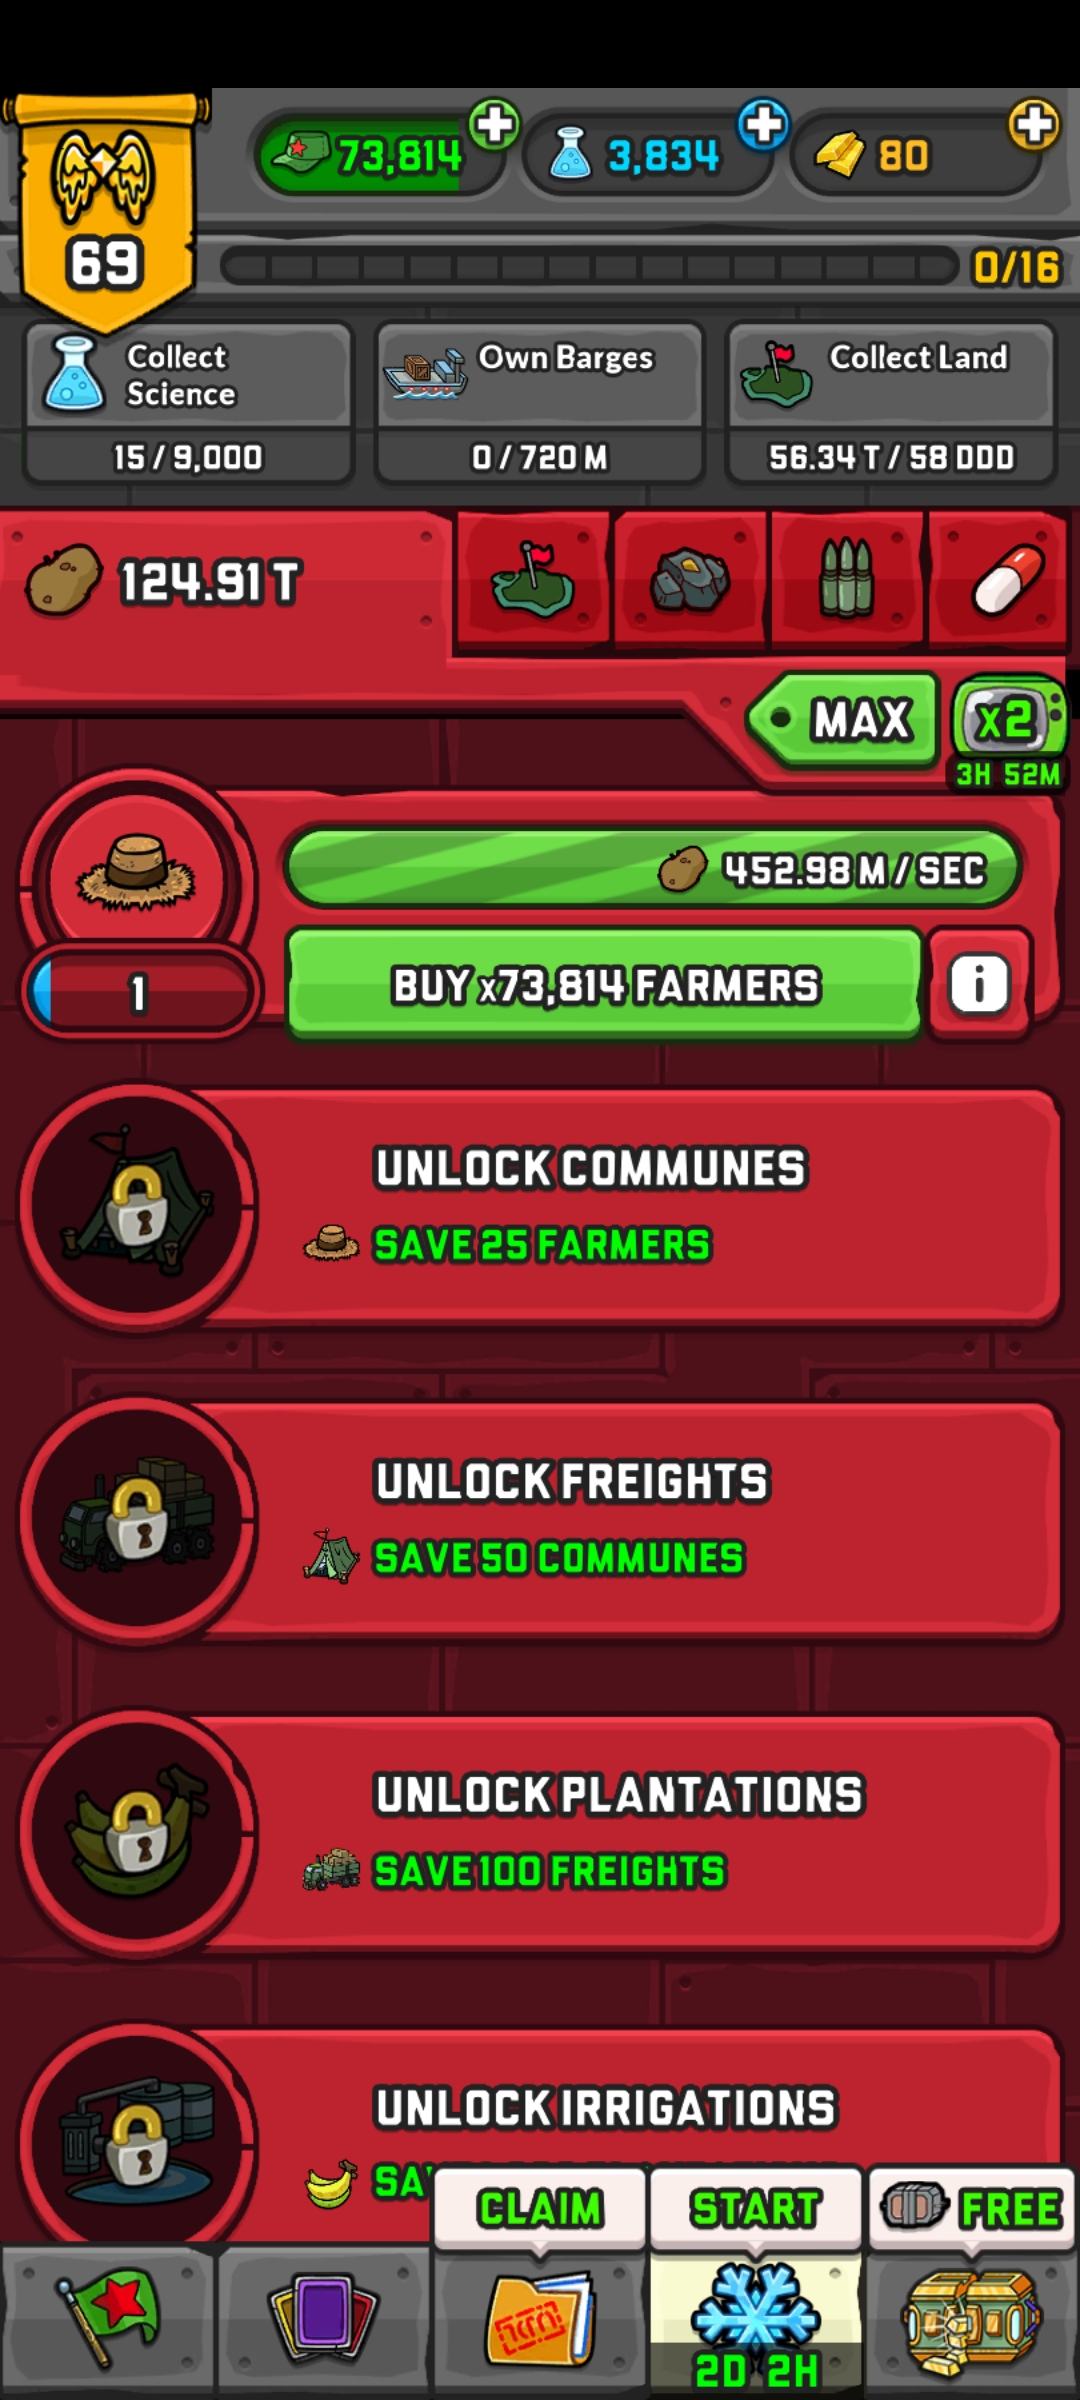 73,814
3,834
80
69
0/16
Collect Science
15 / 9,000
Own Barges
0 / 720 M
Collect Land
56.34 T / 58 DDD
124.91 T
MAX
x2
3H 52M
452.98 M / SEC
1
BUY x73,814 FARMERS
i
UNLOCK COMMUNES
SAVE 25 FARMERS
UNLOCK FREIGHTS
SAVE 50 COMMUNES
UNLOCK PLANTATIONS
SAVE 100 FREIGHTS
UNLOCK IRRIGATIONS
CLAIM
START
FREE
2D 2H